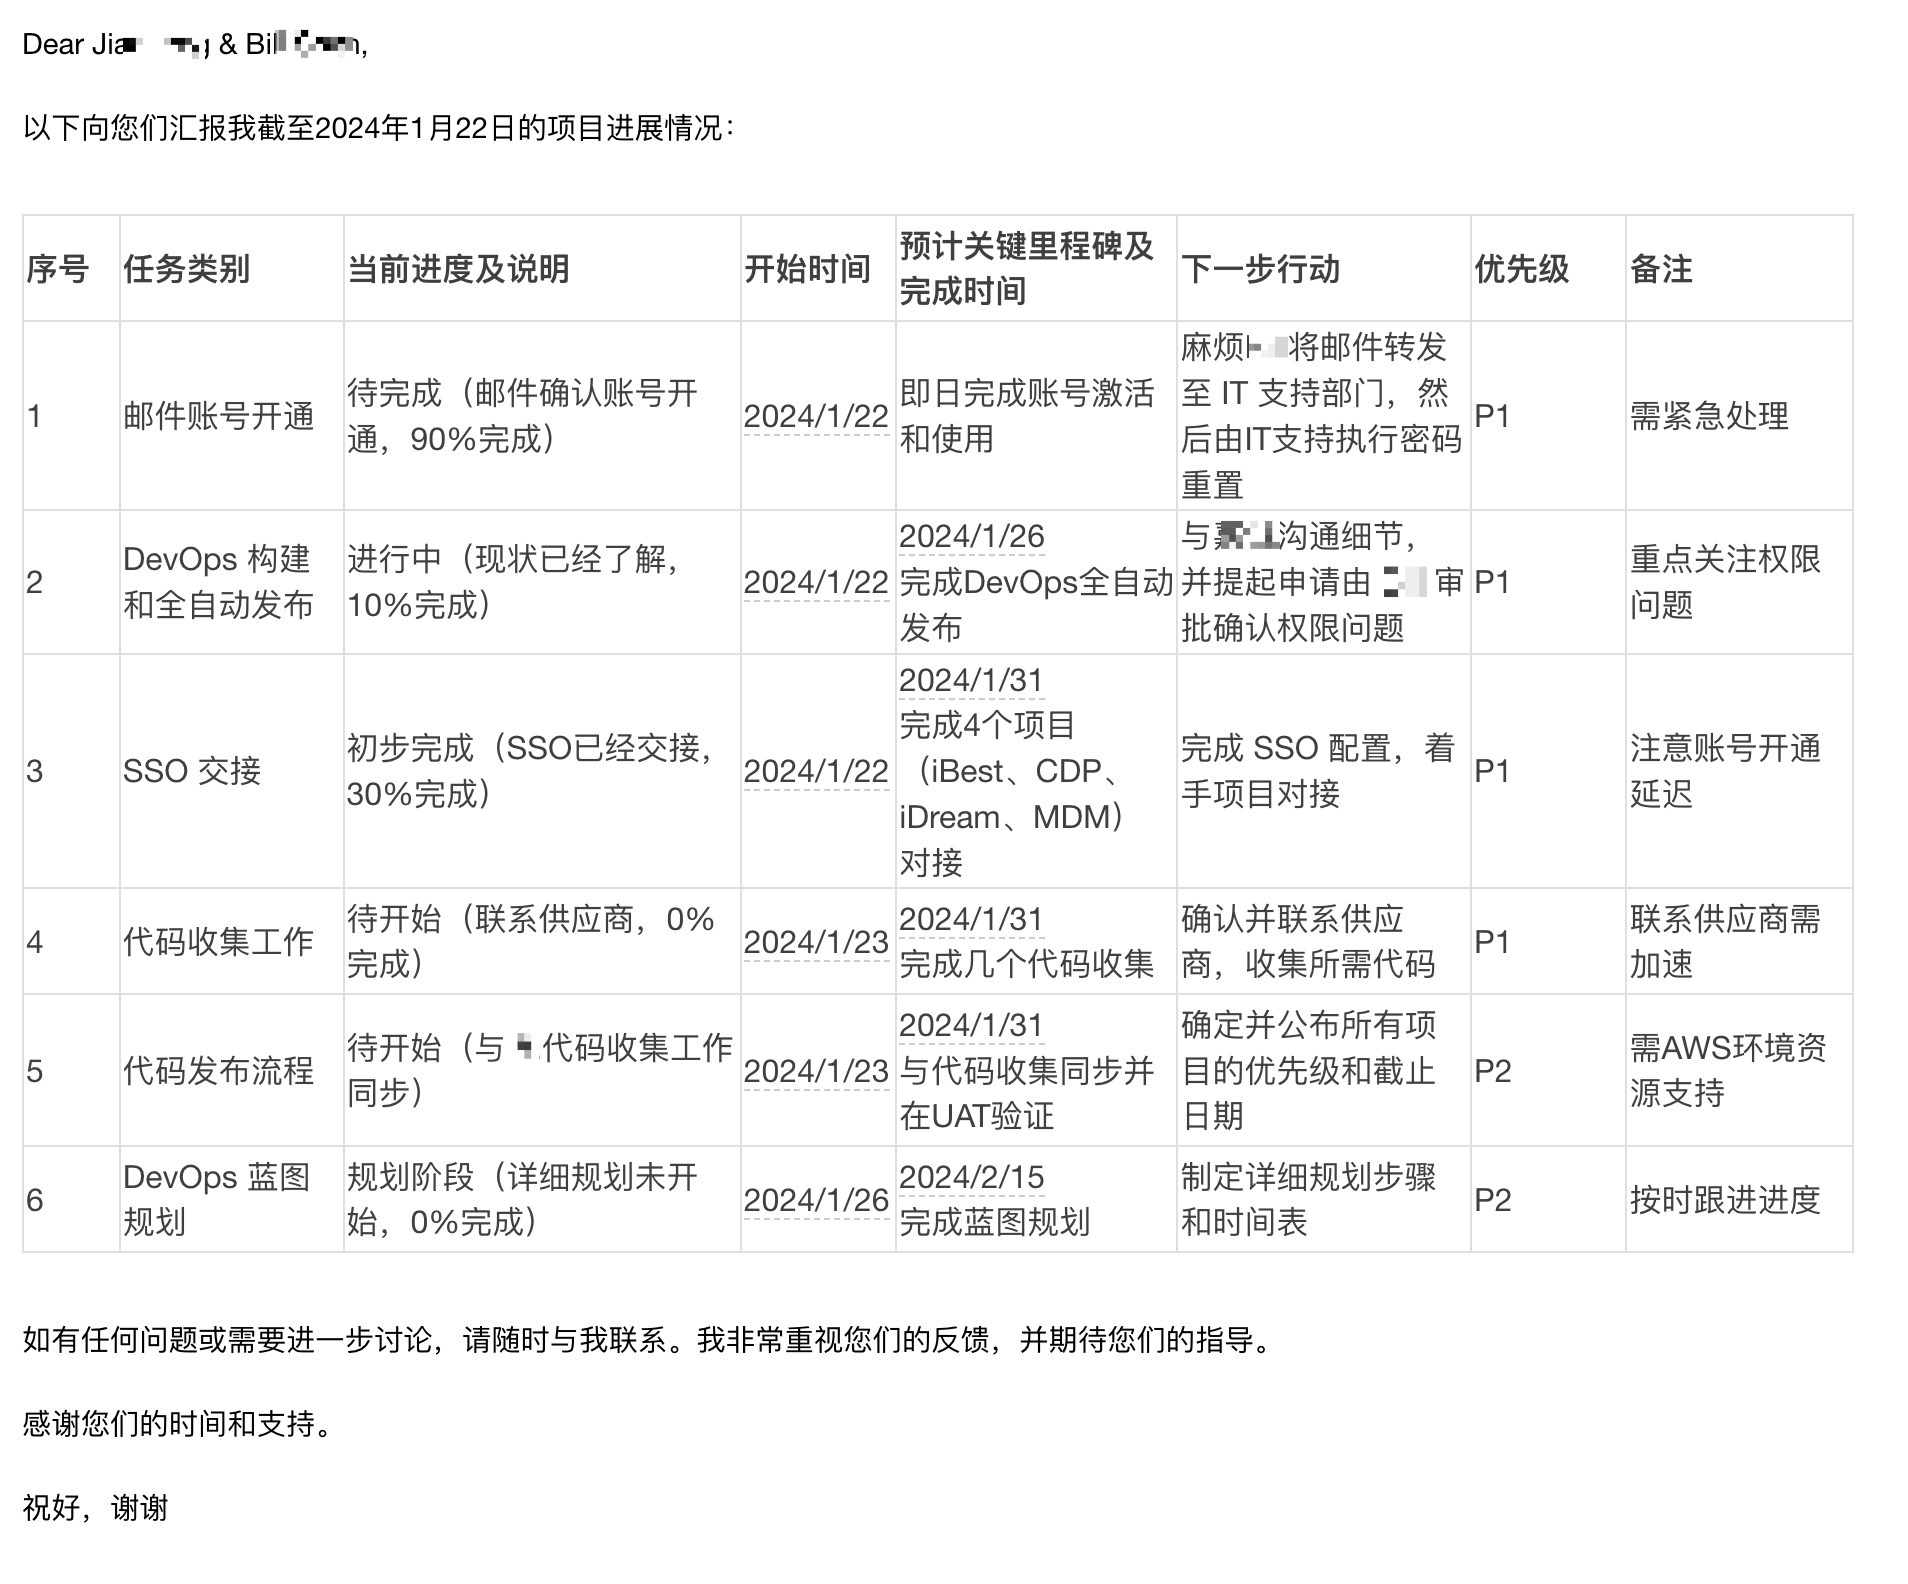 Dear Jia & Bil
以下向您们汇报我截至2024年1月22日的项目进展情况：
序号 任务类别 当前进度及说明 开始时间 预计关键里程碑及完成时间 下一步行动 优先级 备注
1 邮件账号开通 待完成（邮件确认账号开通，90%完成） 2024/1/22 即日完成账号激活和使用 麻烦 将邮件转发至 IT 支持部门，然后由IT支持执行密码重置 P1 需紧急处理
2 DevOps 构建和全自动发布 进行中（现状已经了解，10%完成） 2024/1/22 2024/1/26 完成DevOps全自动发布 与 沟通细节，并提起申请由 审批确认权限问题 P1 重点关注权限问题
3 SSO 交接 初步完成（SSO已经交接，30%完成） 2024/1/22 2024/1/31 完成4个项目（iBest、CDP、iDream、MDM）对接 完成 SSO 配置，着手项目对接 P1 注意账号开通延迟
4 代码收集工作 待开始（联系供应商，0%完成） 2024/1/23 2024/1/31 完成几个代码收集 确认并联系供应商，收集所需代码 P1 联系供应商需加速
5 代码发布流程 待开始（与 代码收集工作同步） 2024/1/23 2024/1/31 与代码收集同步并在UAT验证 确定并公布所有项目的优先级和截止日期 P2 需AWS环境资源支持
6 DevOps 蓝图规划 规划阶段（详细规划未开始，0%完成） 2024/1/26 2024/2/15 完成蓝图规划 制定详细规划步骤和时间表 P2 按时跟进进度
如有任何问题或需要进一步讨论，请随时与我联系。我非常重视您们的反馈，并期待您们的指导。
感谢您们的时间和支持。
祝好，谢谢